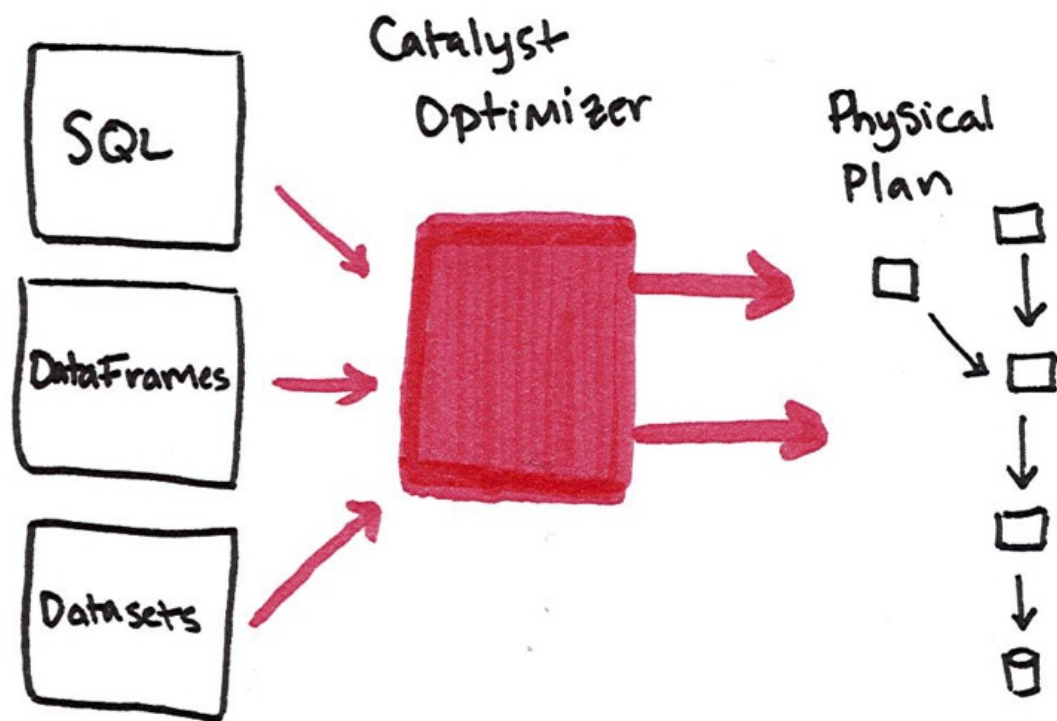 SQL
DataFrames
Datasets
Catalyst
Optimizer
Physical
Plan